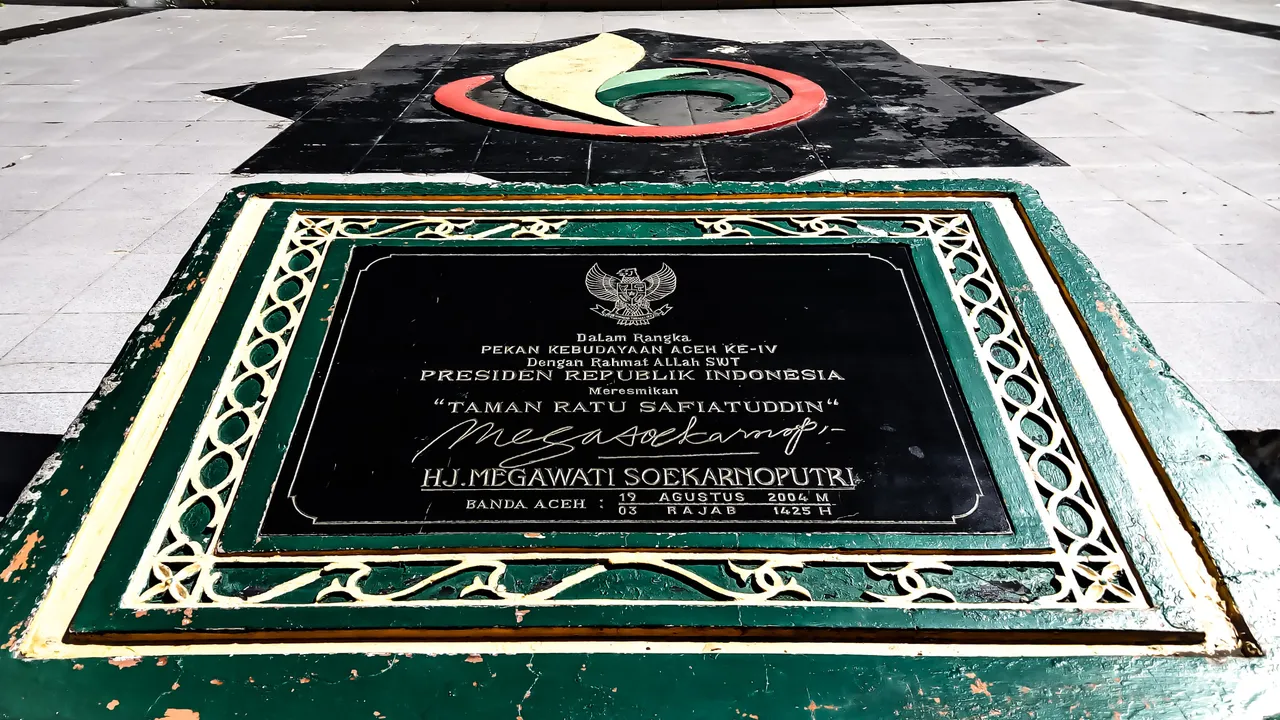 Dalam Rangka
PEKAN KEBUDAYAAN ACEH KE-IV
Dengan Rahmat ALLah SWT
PRESIDEN REPUBLIK INDONESIA
Meresmikan
"TAMAN RATU SAFIATUDDIN"
Megasoekarnop,-
HJ.MEGAWATI SOEKARNOPUTRI
BANDA ACEH : 19 AGUSTUS 2004 M
03 RAJAB 1425 H